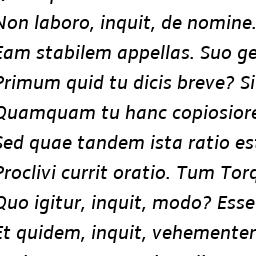 Non laboro, inquit, de nomine.
Eam stabilem appellas. Suo ge
Primum quid tu dicis breve? Si
Quamquam tu hanc copiosiore
Sed quae tandem ista ratio est
Proclivi currit oratio. Tum Torq
Quo igitur, inquit, modo? Esse
Et quidem, inquit, vehementer